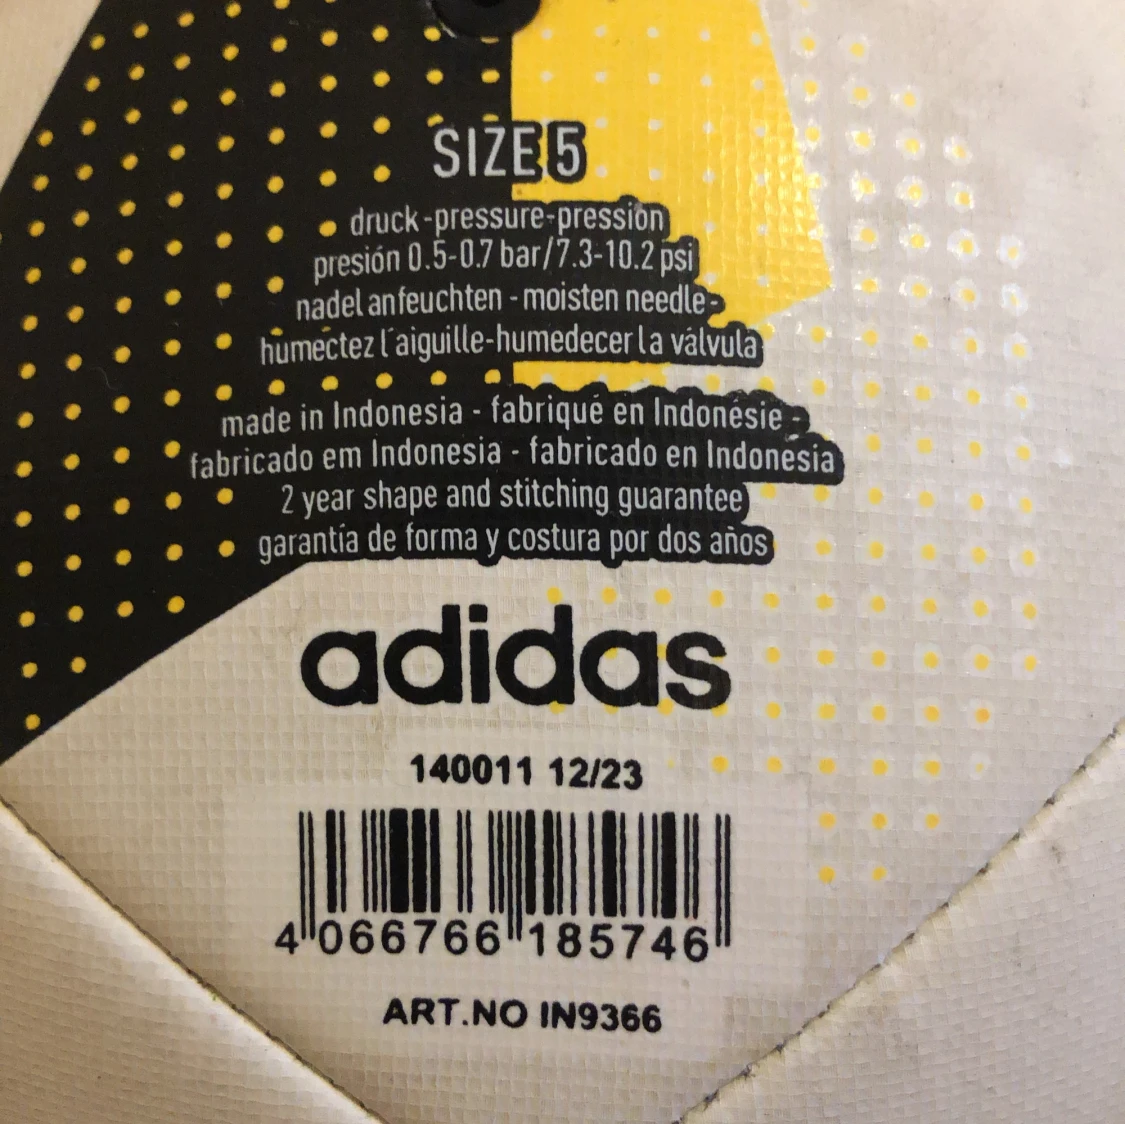 SIZE 5
druck-pressure-pression
presión 0.5-0.7 bar/7.3-10.2 psi
nadel anfeuchten - moisten needle-
humectez l'aiguille-humedecer la válvula
made in Indonesia - fabriqué en Indonésie -
fabricado em Indonesia - fabricado en Indonesia
2 year shape and stitching guarantee
garantía de forma y costura por dos años
adidas
140011 12/23
4 066766 185746
ART.NO IN9366